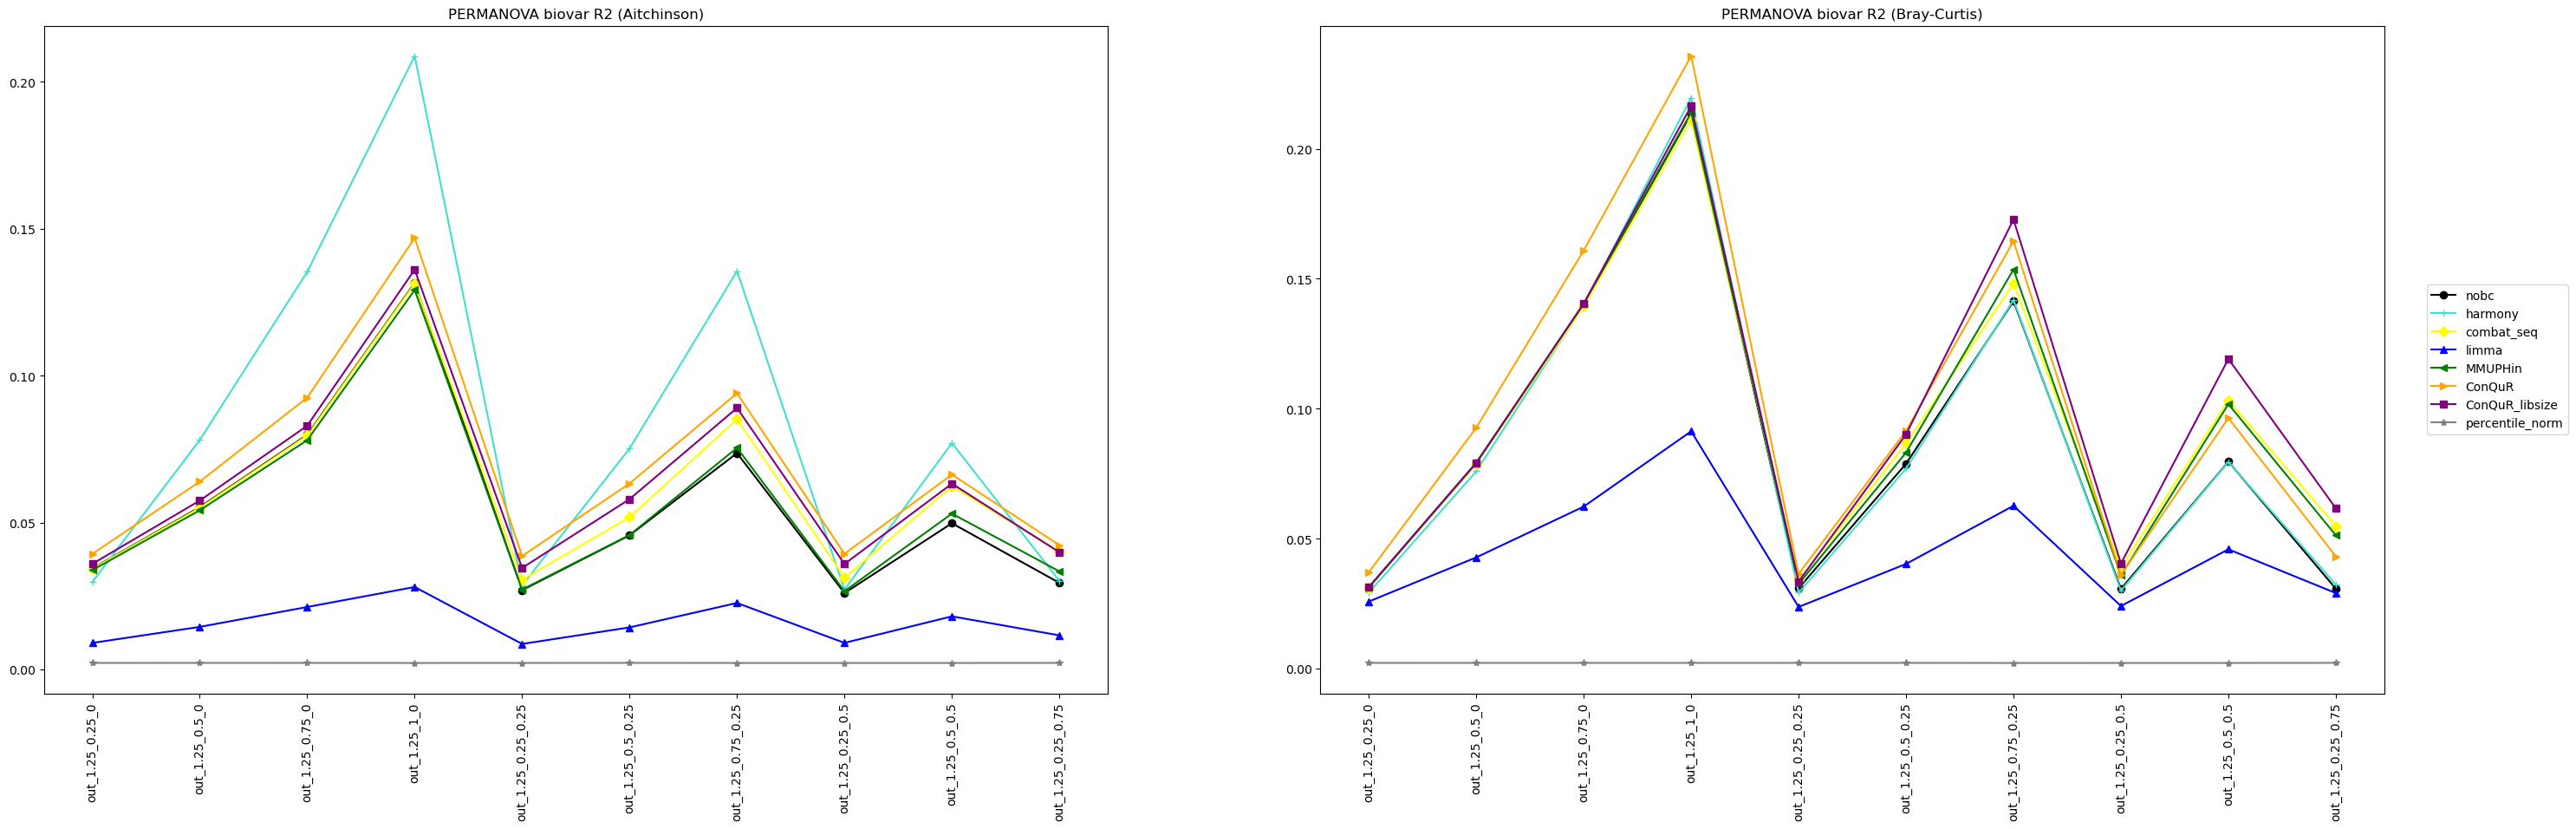 PERMANOVA biovar R2 (Aitchinson)
0.20
0.15
0.10
0.05
0.00
out_1.25_0.25_0
out_1.25_0.5_0
out_1.25_0.75_0
out_1.25_1_0
out_1.25_0.25_0.25
out_1.25_0.5_0.25
out_1.25_0.75_0.25
out_1.25_0.25_0.5
out_1.25_0.5_0.5
out_1.25_0.25_0.75
PERMANOVA biovar R2 (Bray-Curtis)
0.20
0.15
0.10
0.05
0.00
out_1.25_0.25_0
out_1.25_0.5_0
out_1.25_0.75_0
out_1.25_1_0
out_1.25_0.25_0.25
out_1.25_0.5_0.25
out_1.25_0.75_0.25
out_1.25_0.25_0.5
out_1.25_0.5_0.5
out_1.25_0.25_0.75
nobc
harmony
combat_seq
limma
MMUPHin
ConQuR
ConQuR_libsize
percentile_norm